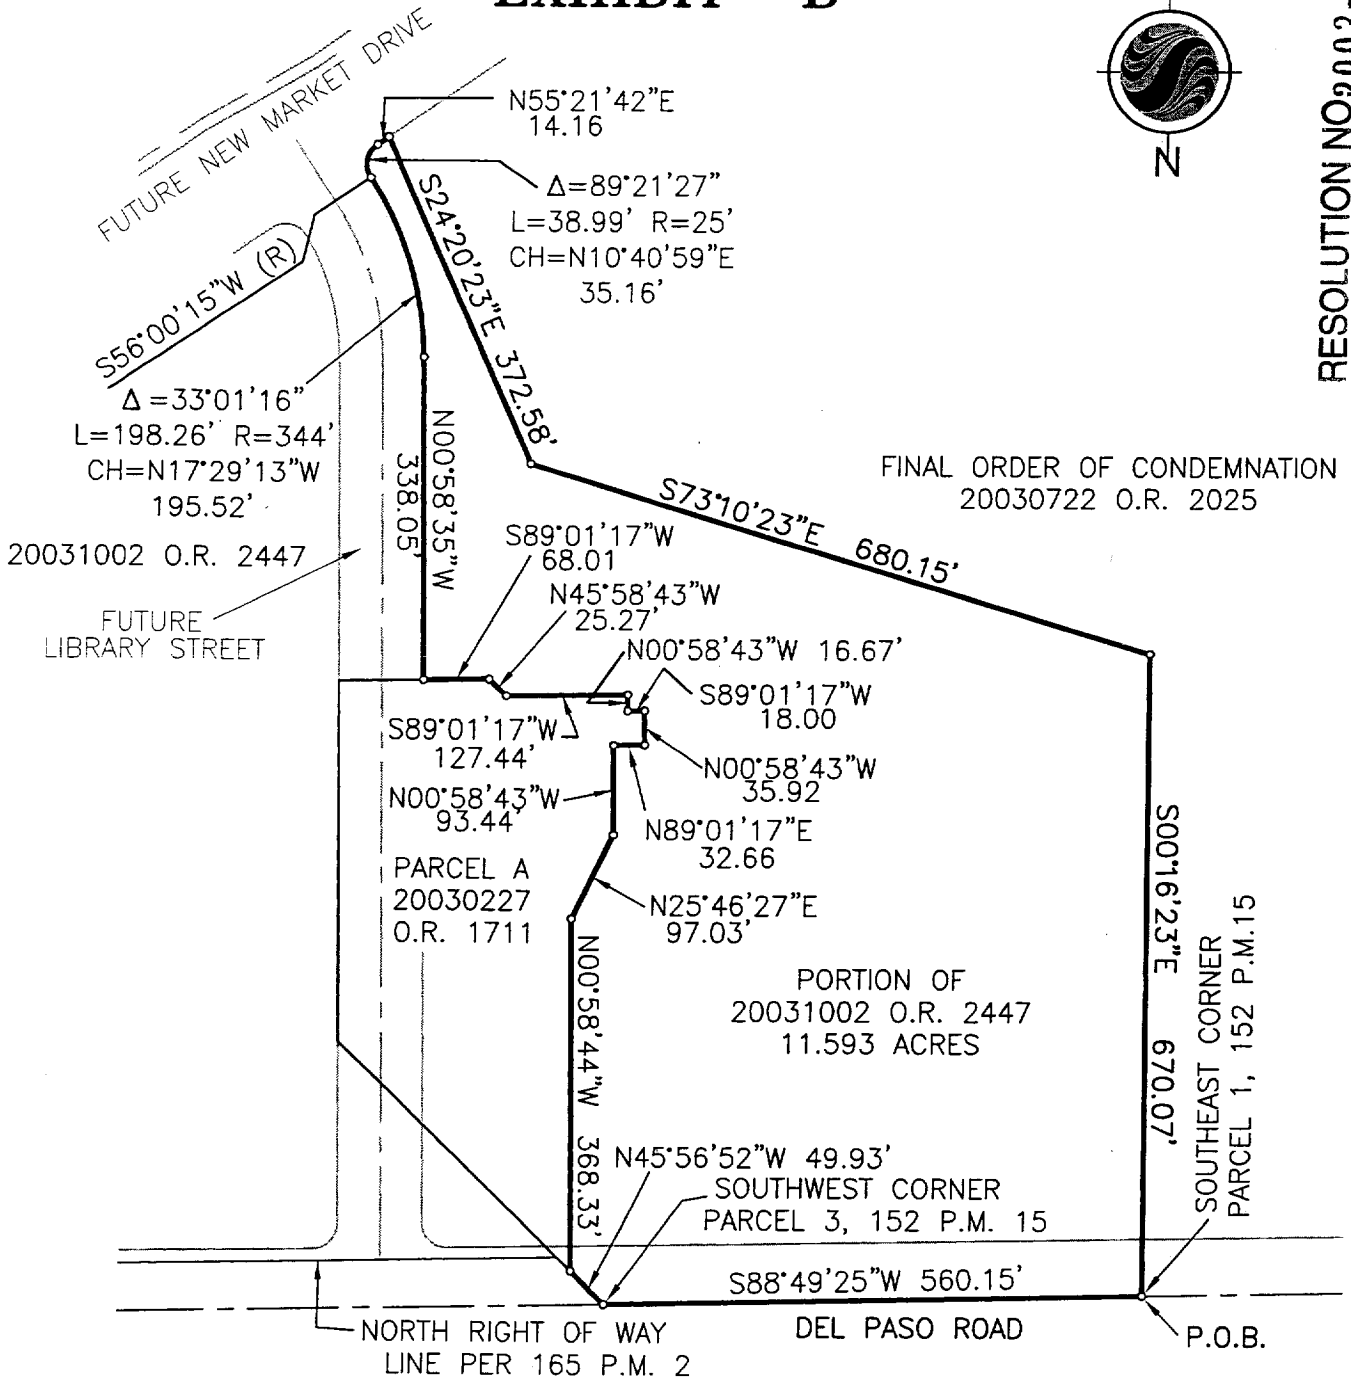 EXHIBIT B
FUTURE NEW MARKET DRIVE
N
RESOLUTION NO.
N55°21'42"E
14.16
Δ=89°21'27"
L=38.99' R=25'
CH=N10°40'59"E
35.16'
S24°20'23"E 372.58'
S56°00'15"W (R)
Δ=33°01'16"
L=198.26' R=344'
CH=N17°29'13"W
195.52'
20031002 O.R. 2447
FUTURE
LIBRARY STREET
N00°58'35"W
338.05'
FINAL ORDER OF CONDEMNATION
20030722 O.R. 2025
S73°10'23"E 680.15'
S89°01'17"W
68.01
N45°58'43"W
25.27'
N00°58'43"W 16.67'
S89°01'17"W
18.00
S89°01'17"W
127.44'
N00°58'43"W
35.92
N00°58'43"W
93.44'
N89°01'17"E
32.66
PARCEL A
20030227
O.R. 1711
N25°46'27"E
97.03'
N00°58'44"W 368.33'
PORTION OF
20031002 O.R. 2447
11.593 ACRES
S00°16'23"E 670.07'
SOUTHEAST CORNER
PARCEL 1, 152 P.M.15
N45°56'52"W 49.93'
SOUTHWEST CORNER
PARCEL 3, 152 P.M. 15
S88°49'25"W 560.15'
DEL PASO ROAD
P.O.B.
NORTH RIGHT OF WAY
LINE PER 165 P.M. 2